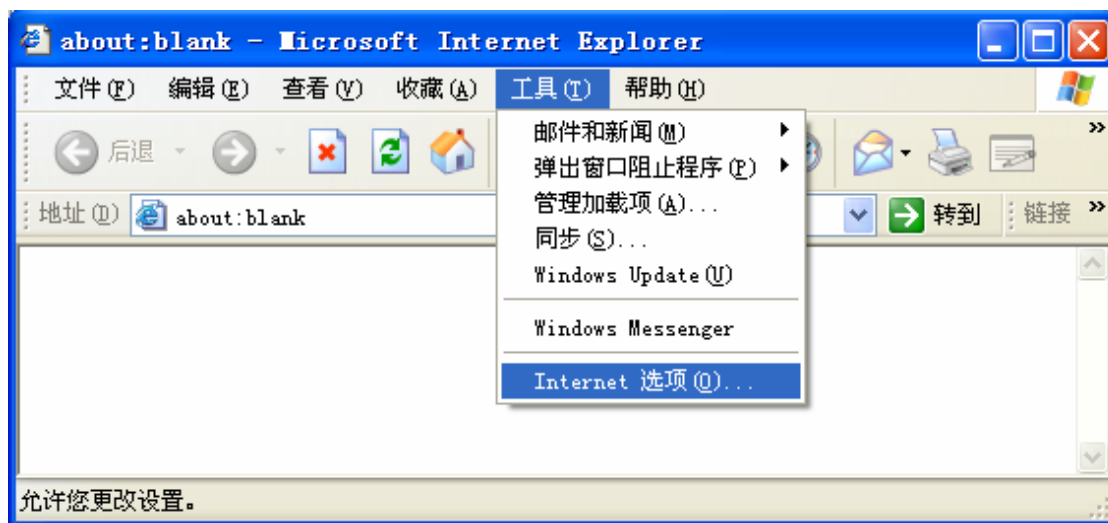 about:blank - Microsoft Internet Explorer
文件(F) 编辑(E) 查看(V) 收藏(A) 工具(T) 帮助(H)
后退
地址(D) about:blank 转到 链接 »
邮件和新闻(M)
弹出窗口阻止程序(P)
管理加载项(A)...
同步(S)...
Windows Update(U)
Windows Messenger
Internet 选项(O)...
允许您更改设置。